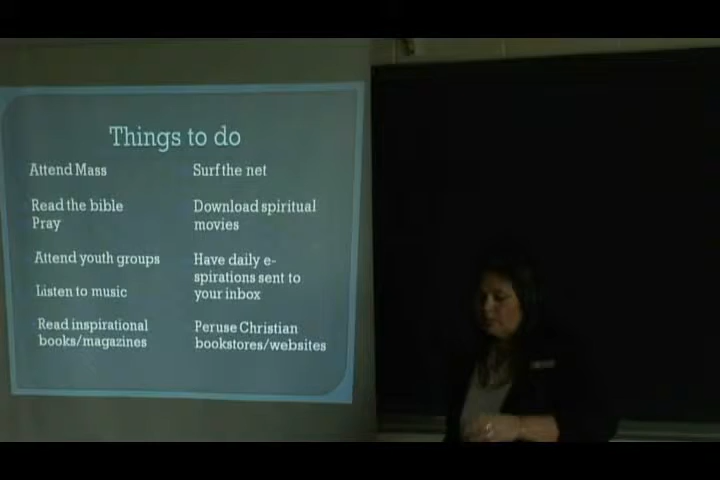 Things to do
Attend Mass
Read the bible
Pray
Attend youth groups
Listen to music
Read inspirational
books/magazines
Surf the net
Download spiritual
movies
Have daily e-
spirations sent to
your inbox
Peruse Christian
bookstores/websites